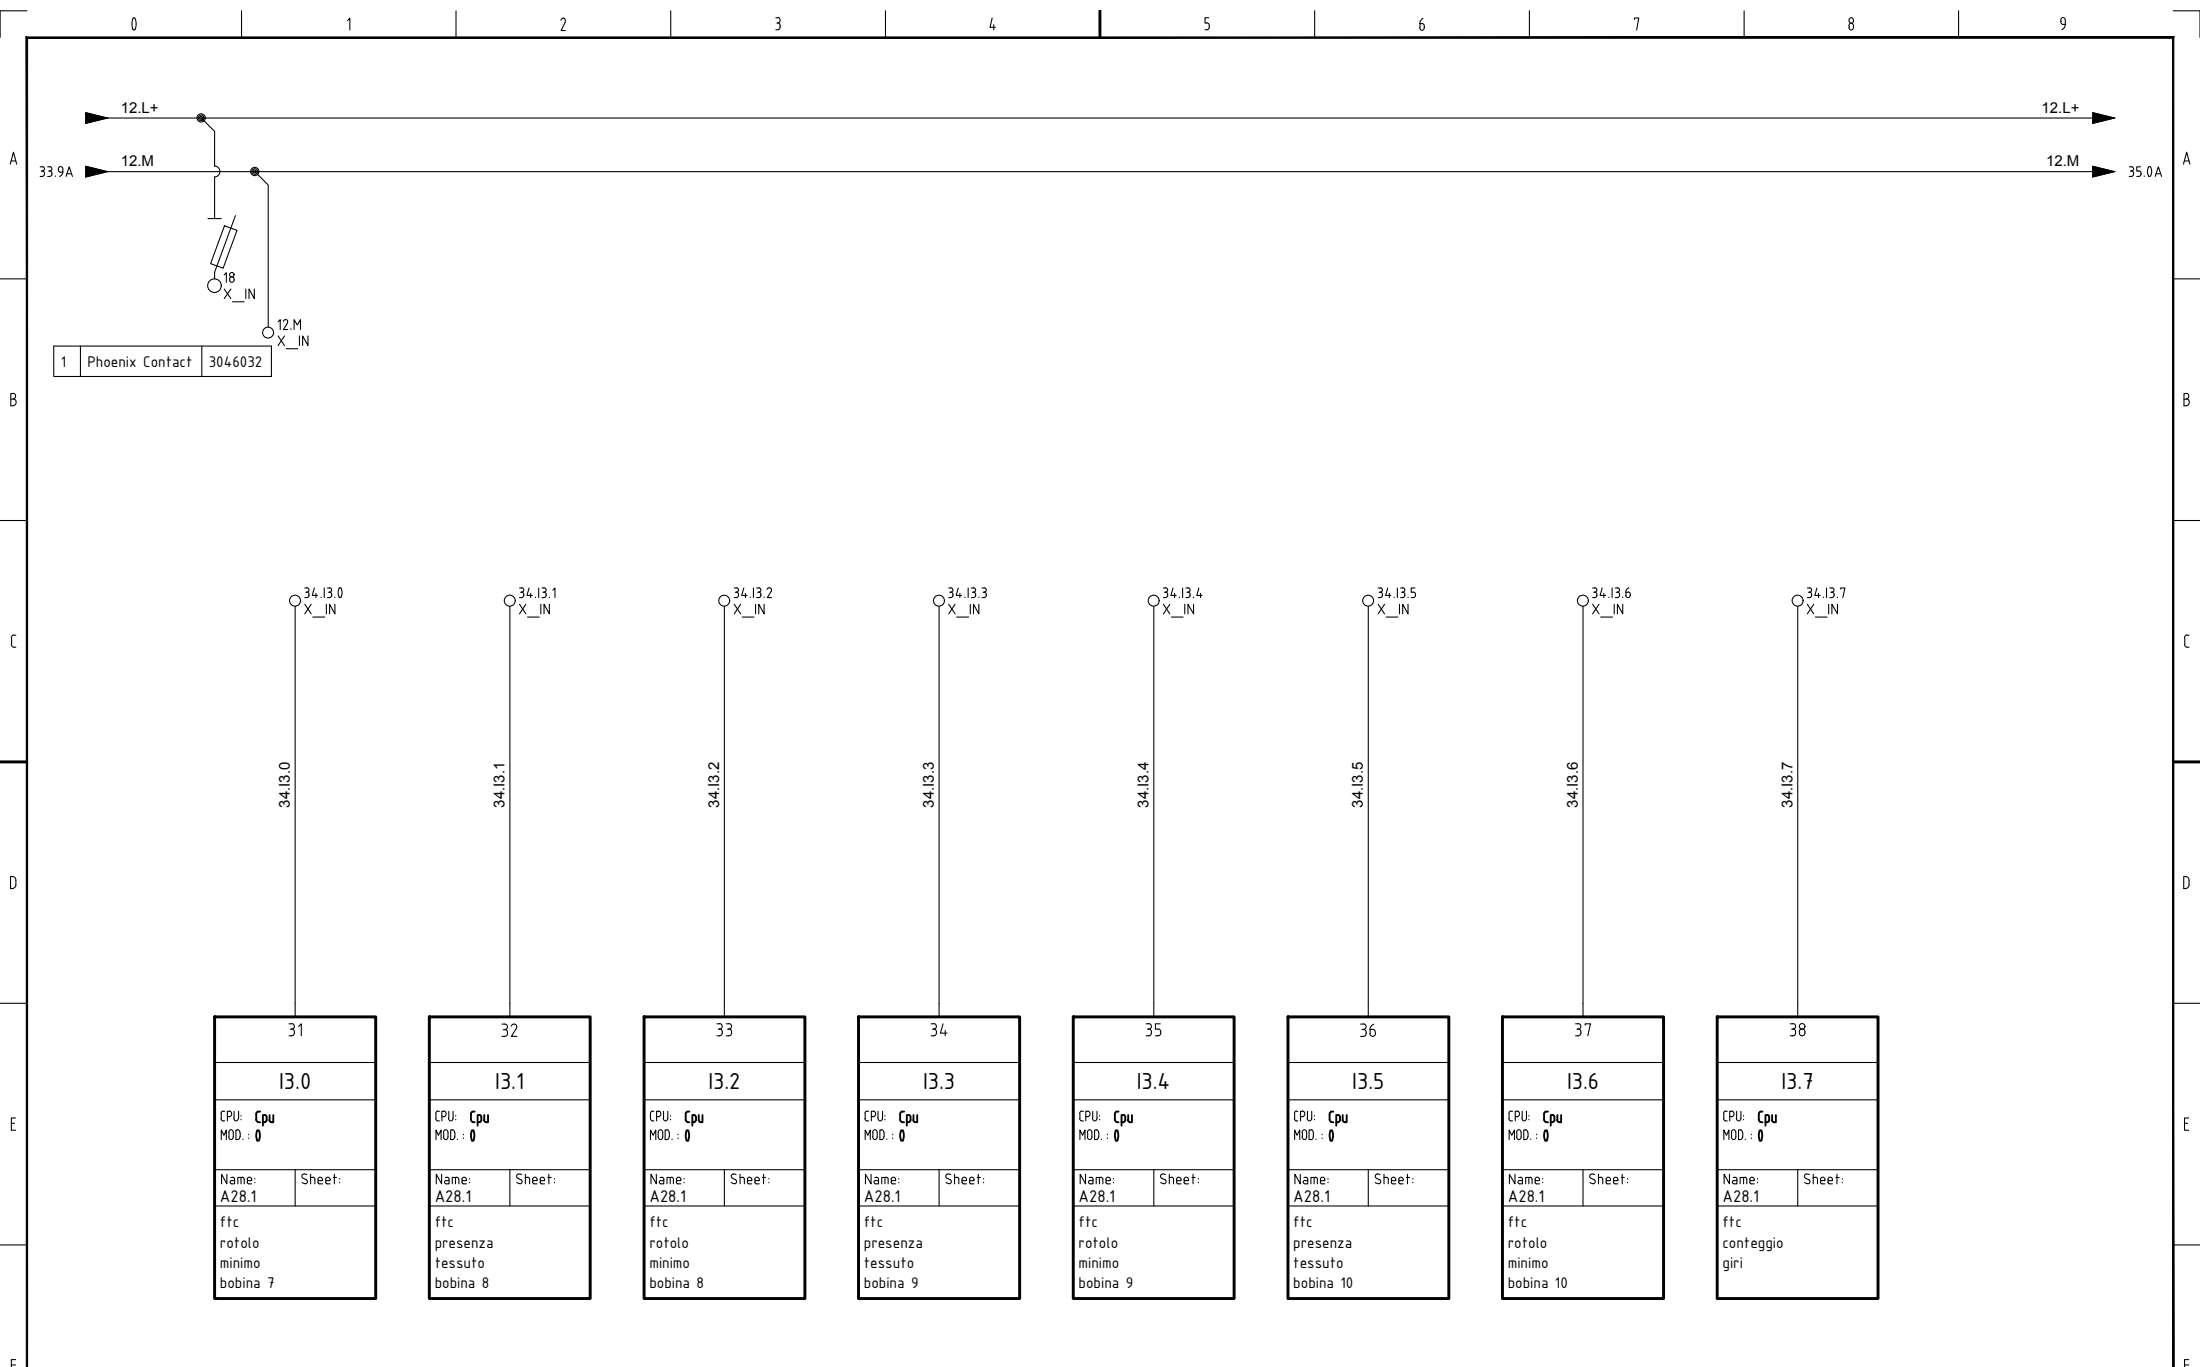 0 1 2 3 4 5 6 7 8 9
12.L+ 12.L+
A A
12.M 12.M
33.9A 35.0A
18
X_IN
12.M
X_IN
1 Phoenix Contact 3046032
B B
34.I3.0 34.I3.1 34.I3.2 34.I3.3 34.I3.4 34.I3.5 34.I3.6 34.I3.7
X_IN X_IN X_IN X_IN X_IN X_IN X_IN X_IN
C C
34.I3.0 34.I3.1 34.I3.2 34.I3.3 34.I3.4 34.I3.5 34.I3.6 34.I3.7
D D
31 32 33 34 35 36 37 38
I3.0 I3.1 I3.2 I3.3 I3.4 I3.5 I3.6 I3.7
E E
CPU: Cpu CPU: Cpu CPU: Cpu CPU: Cpu CPU: Cpu CPU: Cpu CPU: Cpu CPU: Cpu
MOD.: 0 MOD.: 0 MOD.: 0 MOD.: 0 MOD.: 0 MOD.: 0 MOD.: 0 MOD.: 0
Name: Sheet: Name: Sheet: Name: Sheet: Name: Sheet: Name: Sheet: Name: Sheet: Name: Sheet: Name: Sheet:
A28.1 A28.1 A28.1 A28.1 A28.1 A28.1 A28.1 A28.1
ftc ftc ftc ftc ftc ftc ftc ftc
rotolo presenza rotolo presenza rotolo presenza rotolo conteggio
minimo tessuto minimo tessuto minimo tessuto minimo giri
bobina 7 bobina 8 bobina 8 bobina 9 bobina 9 bobina 10 bobina 10